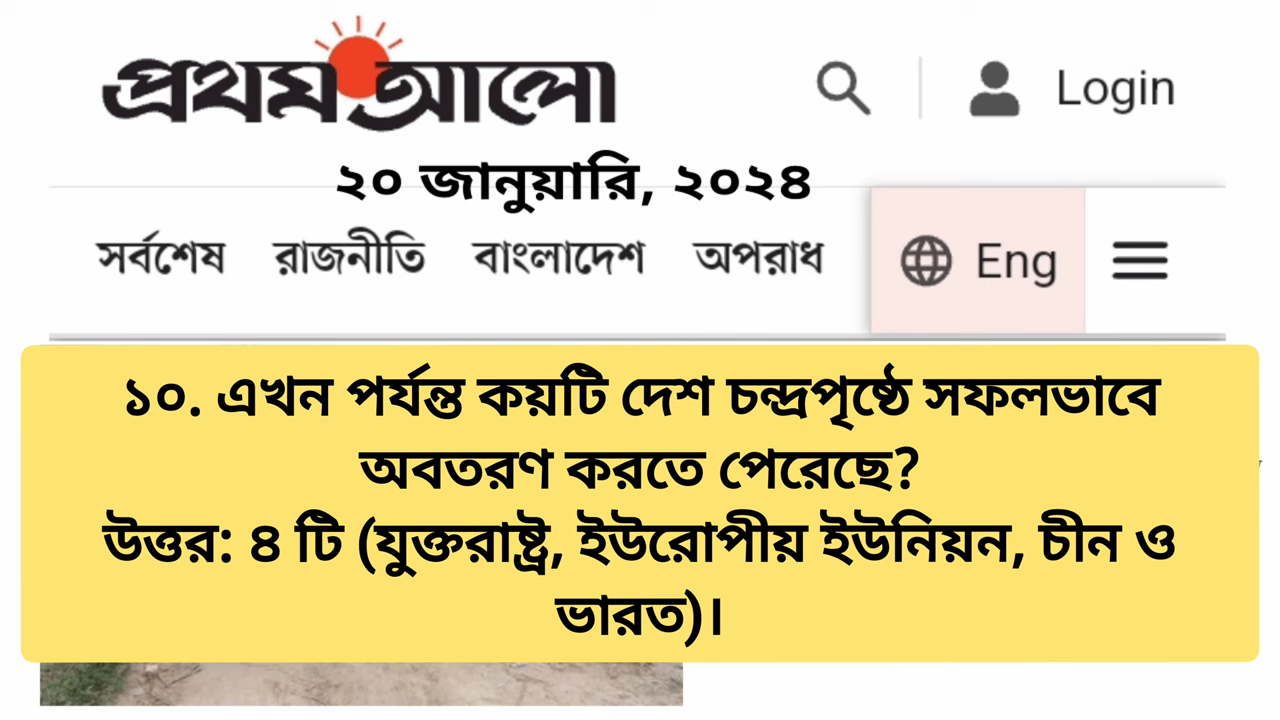 প্রথম আলো
Login
২০ জানুয়ারি, ২০২৪
সর্বশেষ রাজনীতি বাংলাদেশ অপরাধ Eng
১০. এখন পর্যন্ত কয়টি দেশ চন্দ্রপৃষ্ঠে সফলভাবে
অবতরণ করতে পেরেছে?
উত্তর: ৪ টি (যুক্তরাষ্ট্র, ইউরোপীয় ইউনিয়ন, চীন ও
ভারত)।